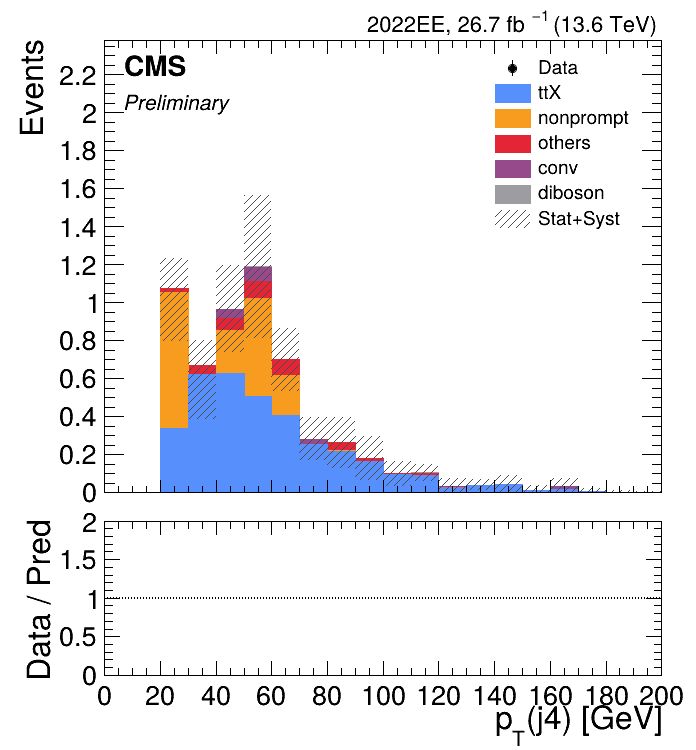 2022EE, 26.7 fb⁻¹ (13.6 TeV)
CMS
Preliminary
Events
Data
ttX
nonprompt
others
conv
diboson
Stat+Syst
2.2
2
1.8
1.6
1.4
1.2
1
0.8
0.6
0.4
0.2
0
Data / Pred
2
1.5
1
0.5
0
0 20 40 60 80 100 120 140 160 180 200
p_T(j4) [GeV]